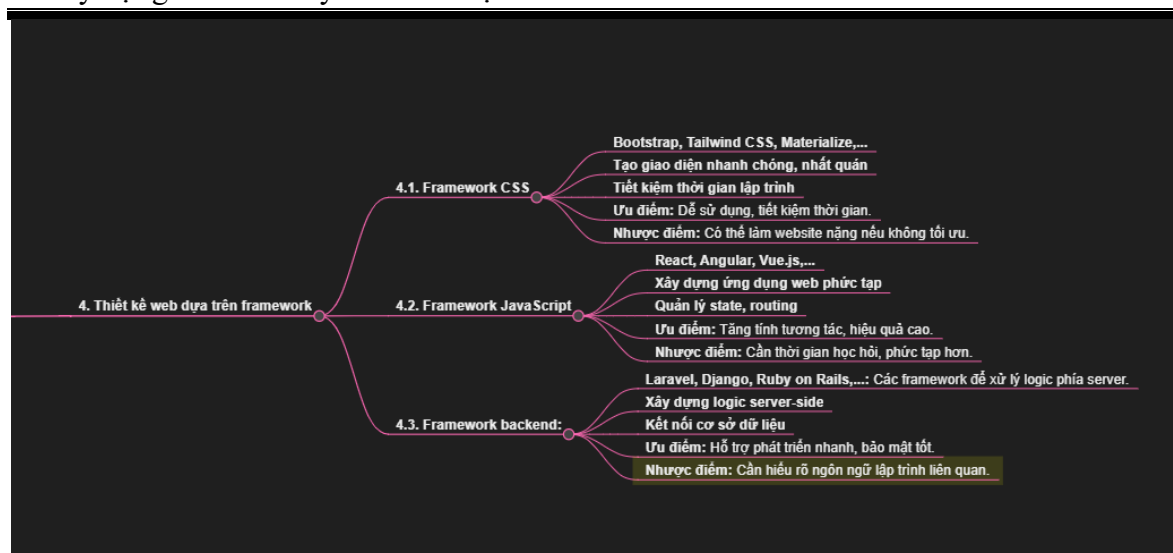 4. Thiết kế web dựa trên framework
4.1. Framework CSS
Bootstrap, Tailwind CSS, Materialize,...
Tạo giao diện nhanh chóng, nhất quán
Tiết kiệm thời gian lập trình
Ưu điểm: Dễ sử dụng, tiết kiệm thời gian.
Nhược điểm: Có thể làm website nặng nếu không tối ưu.
4.2. Framework JavaScript
React, Angular, Vue.js,...
Xây dựng ứng dụng web phức tạp
Quản lý state, routing
Ưu điểm: Tăng tính tương tác, hiệu quả cao.
Nhược điểm: Cần thời gian học hỏi, phức tạp hơn.
4.3. Framework backend:
Laravel, Django, Ruby on Rails,...: Các framework để xử lý logic phía server.
Xây dựng logic server-side
Kết nối cơ sở dữ liệu
Ưu điểm: Hỗ trợ phát triển nhanh, bảo mật tốt.
Nhược điểm: Cần hiểu rõ ngôn ngữ lập trình liên quan.